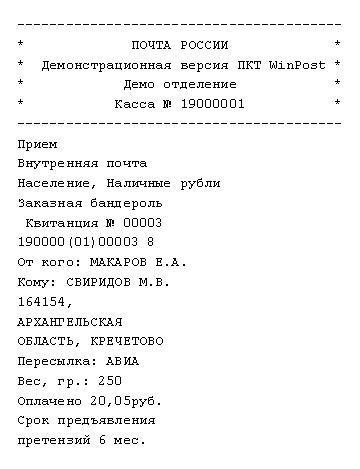 ----------------------------------------
* ПОЧТА РОССИИ *
* Демонстрационная версия ПКТ WinPost *
* Демо отделение *
* Касса № 19000001 *
----------------------------------------
Прием
Внутренняя почта
Население, Наличные рубли
Заказная бандероль
Квитанция № 00003
190000(01)00003 8
От кого: МАКАРОВ Е.А.
Кому: СВИРИДОВ М.В.
164154,
АРХАНГЕЛЬСКАЯ
ОБЛАСТЬ, КРЕЧЕТОВО
Пересылка: АВИА
Вес, гр.: 250
Оплачено 20,05руб.
Срок предъявления
претензий 6 мес.